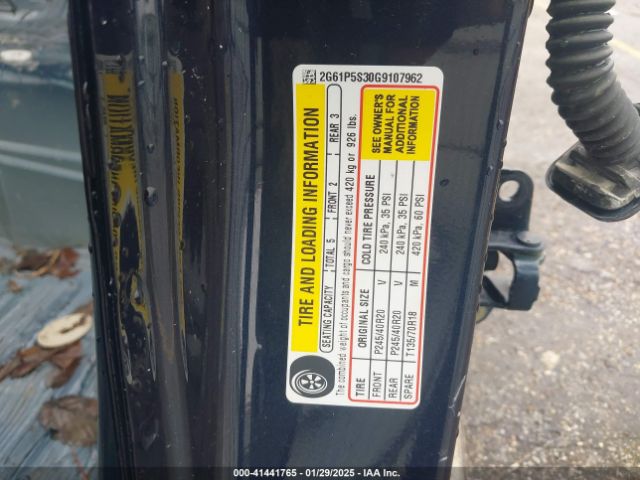 2G61P5S30G9107962
TIRE AND LOADING INFORMATION
SEE OWNER'S
MANUAL FOR
ADDITIONAL
INFORMATION
SEATING CAPACITY TOTAL 5 FRONT 2 REAR 3
The combined weight of occupants and cargo should never exceed 420 kg or 926 lbs.
TIRE ORIGINAL SIZE COLD TIRE PRESSURE
FRONT P245/40R20 V 240 kPa, 35 PSI
REAR P245/40R20 V 240 kPa, 35 PSI
SPARE T135/70R18 M 420 kPa, 60 PSI
000-41441765 - 01/29/2025 - IAA Inc.